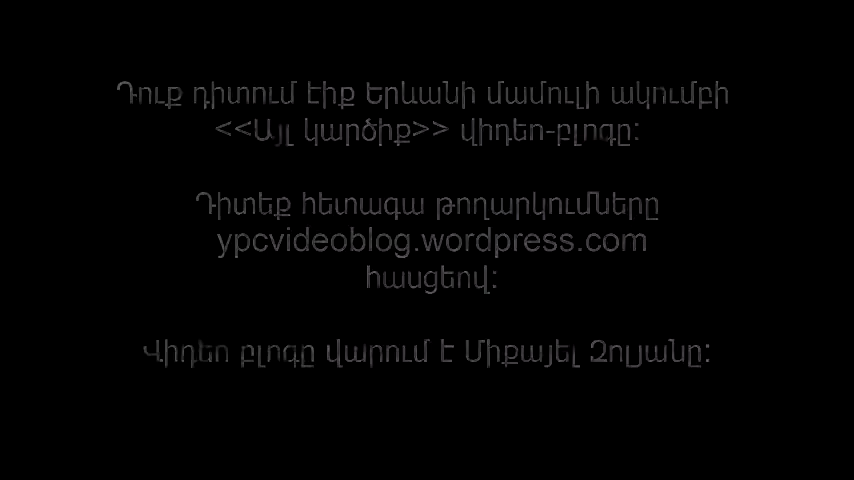 Դուք դիտում էիք Երևանի մամուլի ակումբի
<<Այլ կարծիք>> վիդեո-բլոգը:
Դիտեք հետագա թողարկումները
ypcvideoblog.wordpress.com
հասցեով:
Վիդեո բլոգը վարում է Միքայել Զոլյանը: